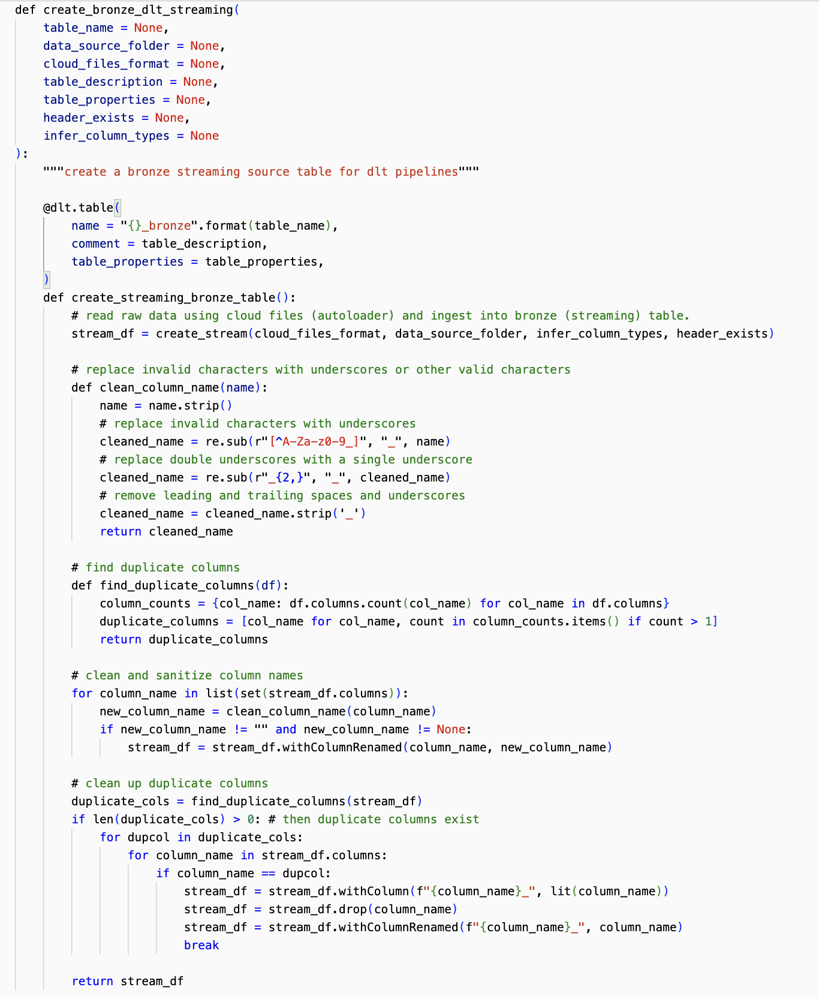 def create_bronze_dlt_streaming(
    table_name = None,
    data_source_folder = None,
    cloud_files_format = None,
    table_description = None,
    table_properties = None,
    header_exists = None,
    infer_column_types = None
):
    """create a bronze streaming source table for dlt pipelines"""

    @dlt.table(
        name = "{}_bronze".format(table_name),
        comment = table_description,
        table_properties = table_properties,
    )
    def create_streaming_bronze_table():
        # read raw data using cloud files (autoloader) and ingest into bronze (streaming) table.
        stream_df = create_stream(cloud_files_format, data_source_folder, infer_column_types, header_exists)

        # replace invalid characters with underscores or other valid characters
        def clean_column_name(name):
            name = name.strip()
            # replace invalid characters with underscores
            cleaned_name = re.sub(r"[^A-Za-z0-9_]", "_", name)
            # replace double underscores with a single underscore
            cleaned_name = re.sub(r"_{2,}", "_", cleaned_name)
            # remove leading and trailing spaces and underscores
            cleaned_name = cleaned_name.strip('_')
            return cleaned_name

        # find duplicate columns
        def find_duplicate_columns(df):
            column_counts = {col_name: df.columns.count(col_name) for col_name in df.columns}
            duplicate_columns = [col_name for col_name, count in column_counts.items() if count > 1]
            return duplicate_columns

        # clean and sanitize column names
        for column_name in list(set(stream_df.columns)):
            new_column_name = clean_column_name(column_name)
            if new_column_name != "" and new_column_name != None:
                stream_df = stream_df.withColumnRenamed(column_name, new_column_name)

        # clean up duplicate columns
        duplicate_cols = find_duplicate_columns(stream_df)
        if len(duplicate_cols) > 0: # then duplicate columns exist
            for dupcol in duplicate_cols:
                for column_name in stream_df.columns:
                    if column_name == dupcol:
                        stream_df = stream_df.withColumn(f"{column_name}_", lit(column_name))
                        stream_df = stream_df.drop(column_name)
                        stream_df = stream_df.withColumnRenamed(f"{column_name}_", column_name)
                        break

        return stream_df